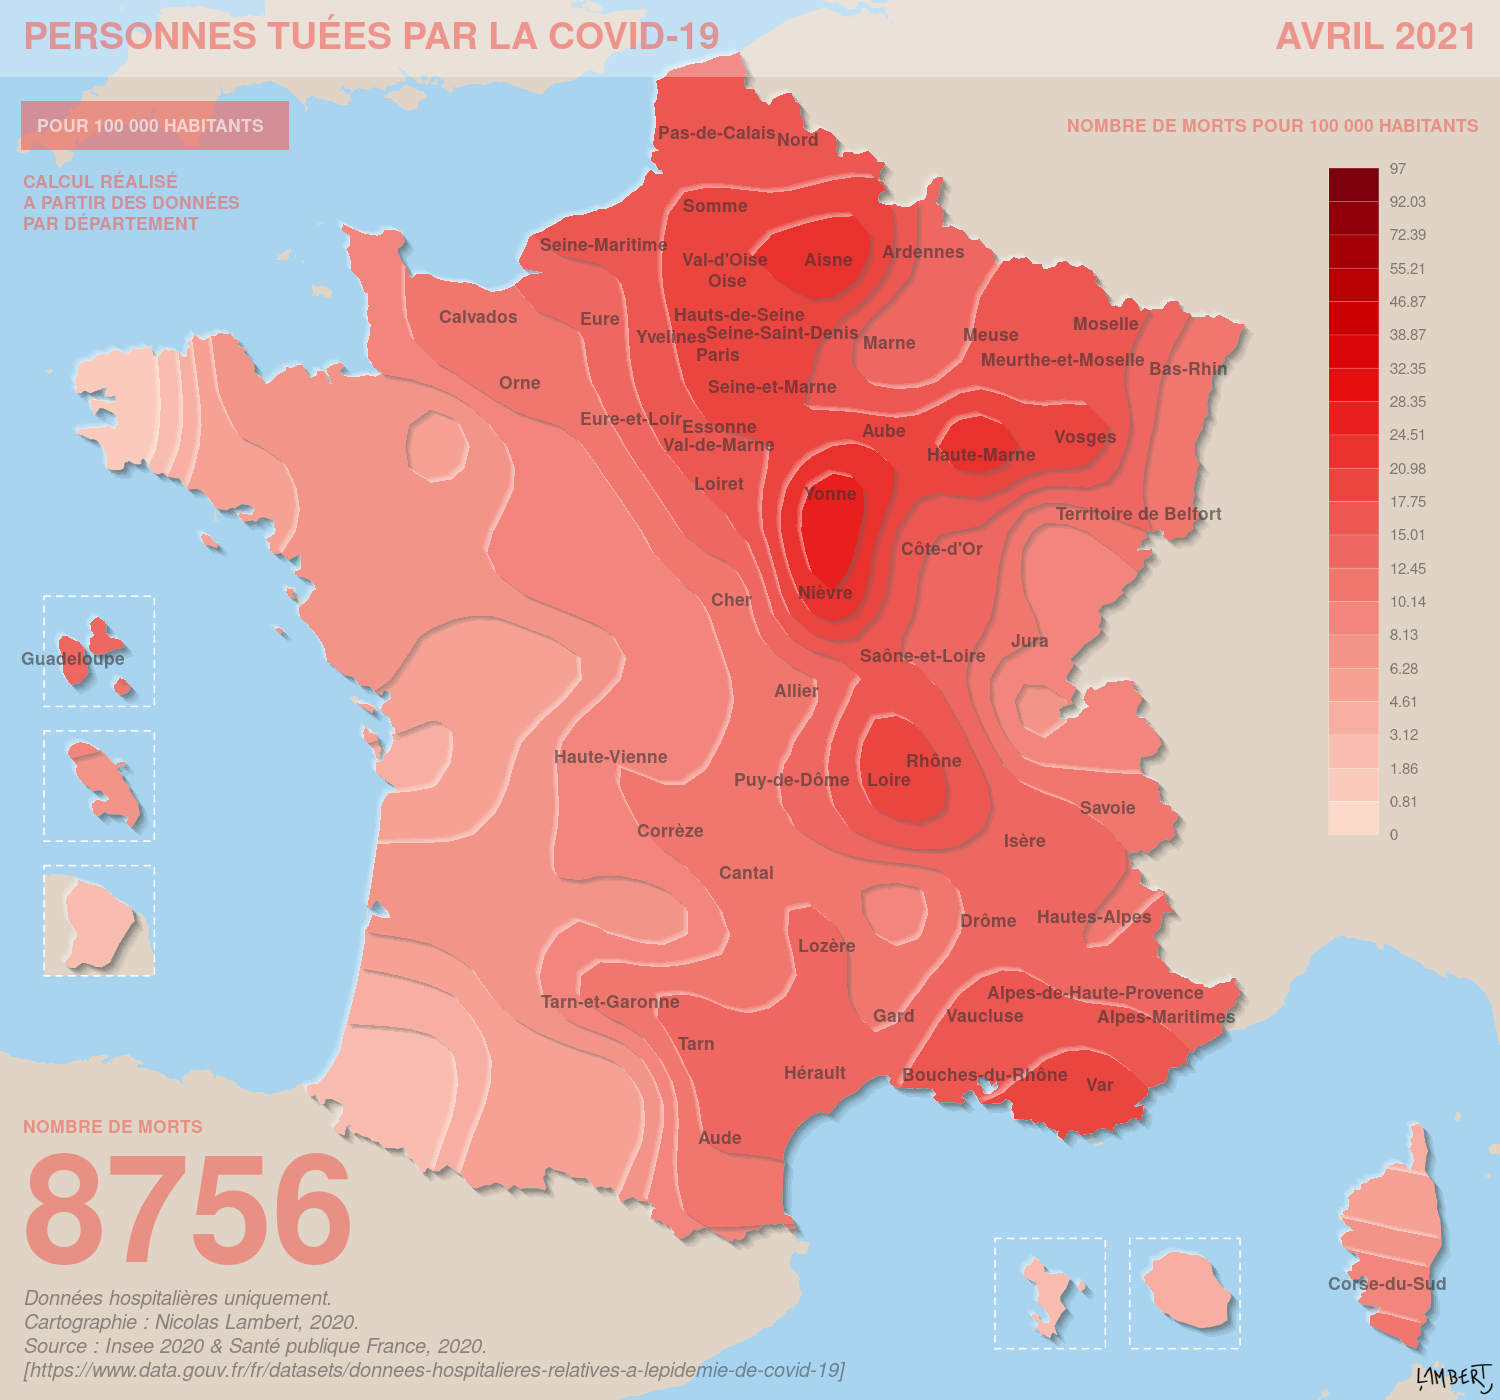 PERSONNES TUÉES PAR LA COVID-19
AVRIL 2021
POUR 100 000 HABITANTS
CALCUL RÉALISÉ
A PARTIR DES DONNÉES
PAR DÉPARTEMENT
NOMBRE DE MORTS POUR 100 000 HABITANTS
97
92.03
72.39
55.21
46.87
38.87
32.35
28.35
24.51
20.98
17.75
15.01
12.45
10.14
8.13
6.28
4.61
3.12
1.86
0.81
0
Pas-de-Calais
Nord
Somme
Seine-Maritime
Val-d'Oise
Aisne
Ardennes
Oise
Calvados
Eure
Hauts-de-Seine
Yvelines
Seine-Saint-Denis
Marne
Meuse
Moselle
Paris
Meurthe-et-Moselle
Bas-Rhin
Orne
Seine-et-Marne
Eure-et-Loir
Essonne
Aube
Vosges
Val-de-Marne
Haute-Marne
Loiret
Yonne
Territoire de Belfort
Côte-d'Or
Cher
Nièvre
Jura
Saône-et-Loire
Guadeloupe
Allier
Haute-Vienne
Rhône
Puy-de-Dôme
Loire
Savoie
Corrèze
Isère
Cantal
Hautes-Alpes
Drôme
Lozère
Alpes-de-Haute-Provence
Tarn-et-Garonne
Gard
Vaucluse
Alpes-Maritimes
Tarn
Hérault
Bouches-du-Rhône
Var
Aude
Corse-du-Sud
NOMBRE DE MORTS
8756
Données hospitalières uniquement.
Cartographie : Nicolas Lambert, 2020.
Source : Insee 2020 & Santé publique France, 2020.
[https://www.data.gouv.fr/fr/datasets/donnees-hospitalieres-relatives-a-lepidemie-de-covid-19]
LAMBERT